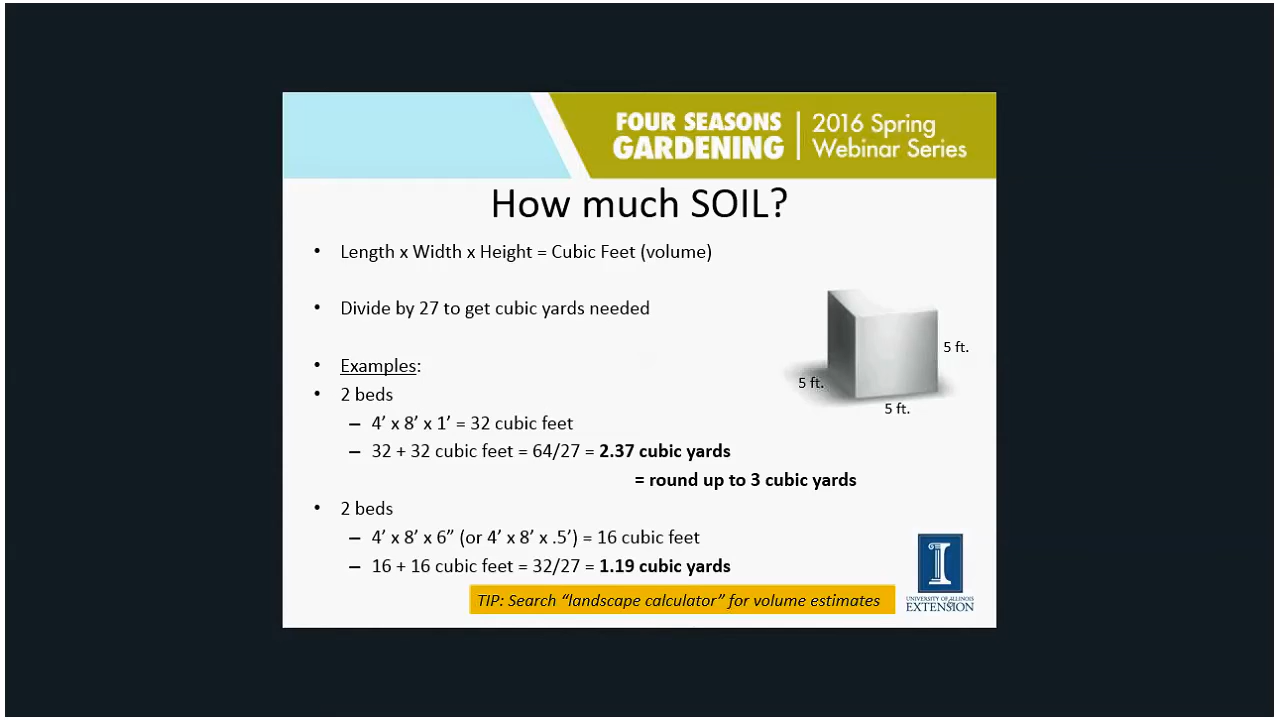 FOUR SEASONS
GARDENING
2016 Spring
Webinar Series
How much SOIL?
• Length x Width x Height = Cubic Feet (volume)
• Divide by 27 to get cubic yards needed
• Examples:
• 2 beds
– 4’ x 8’ x 1’ = 32 cubic feet
– 32 + 32 cubic feet = 64/27 = 2.37 cubic yards
= round up to 3 cubic yards
• 2 beds
– 4’ x 8’ x 6” (or 4’ x 8’ x .5’) = 16 cubic feet
– 16 + 16 cubic feet = 32/27 = 1.19 cubic yards
TIP: Search “landscape calculator” for volume estimates
5 ft.
5 ft.
5 ft.
I
UNIVERSITY OF ILLINOIS
EXTENSION